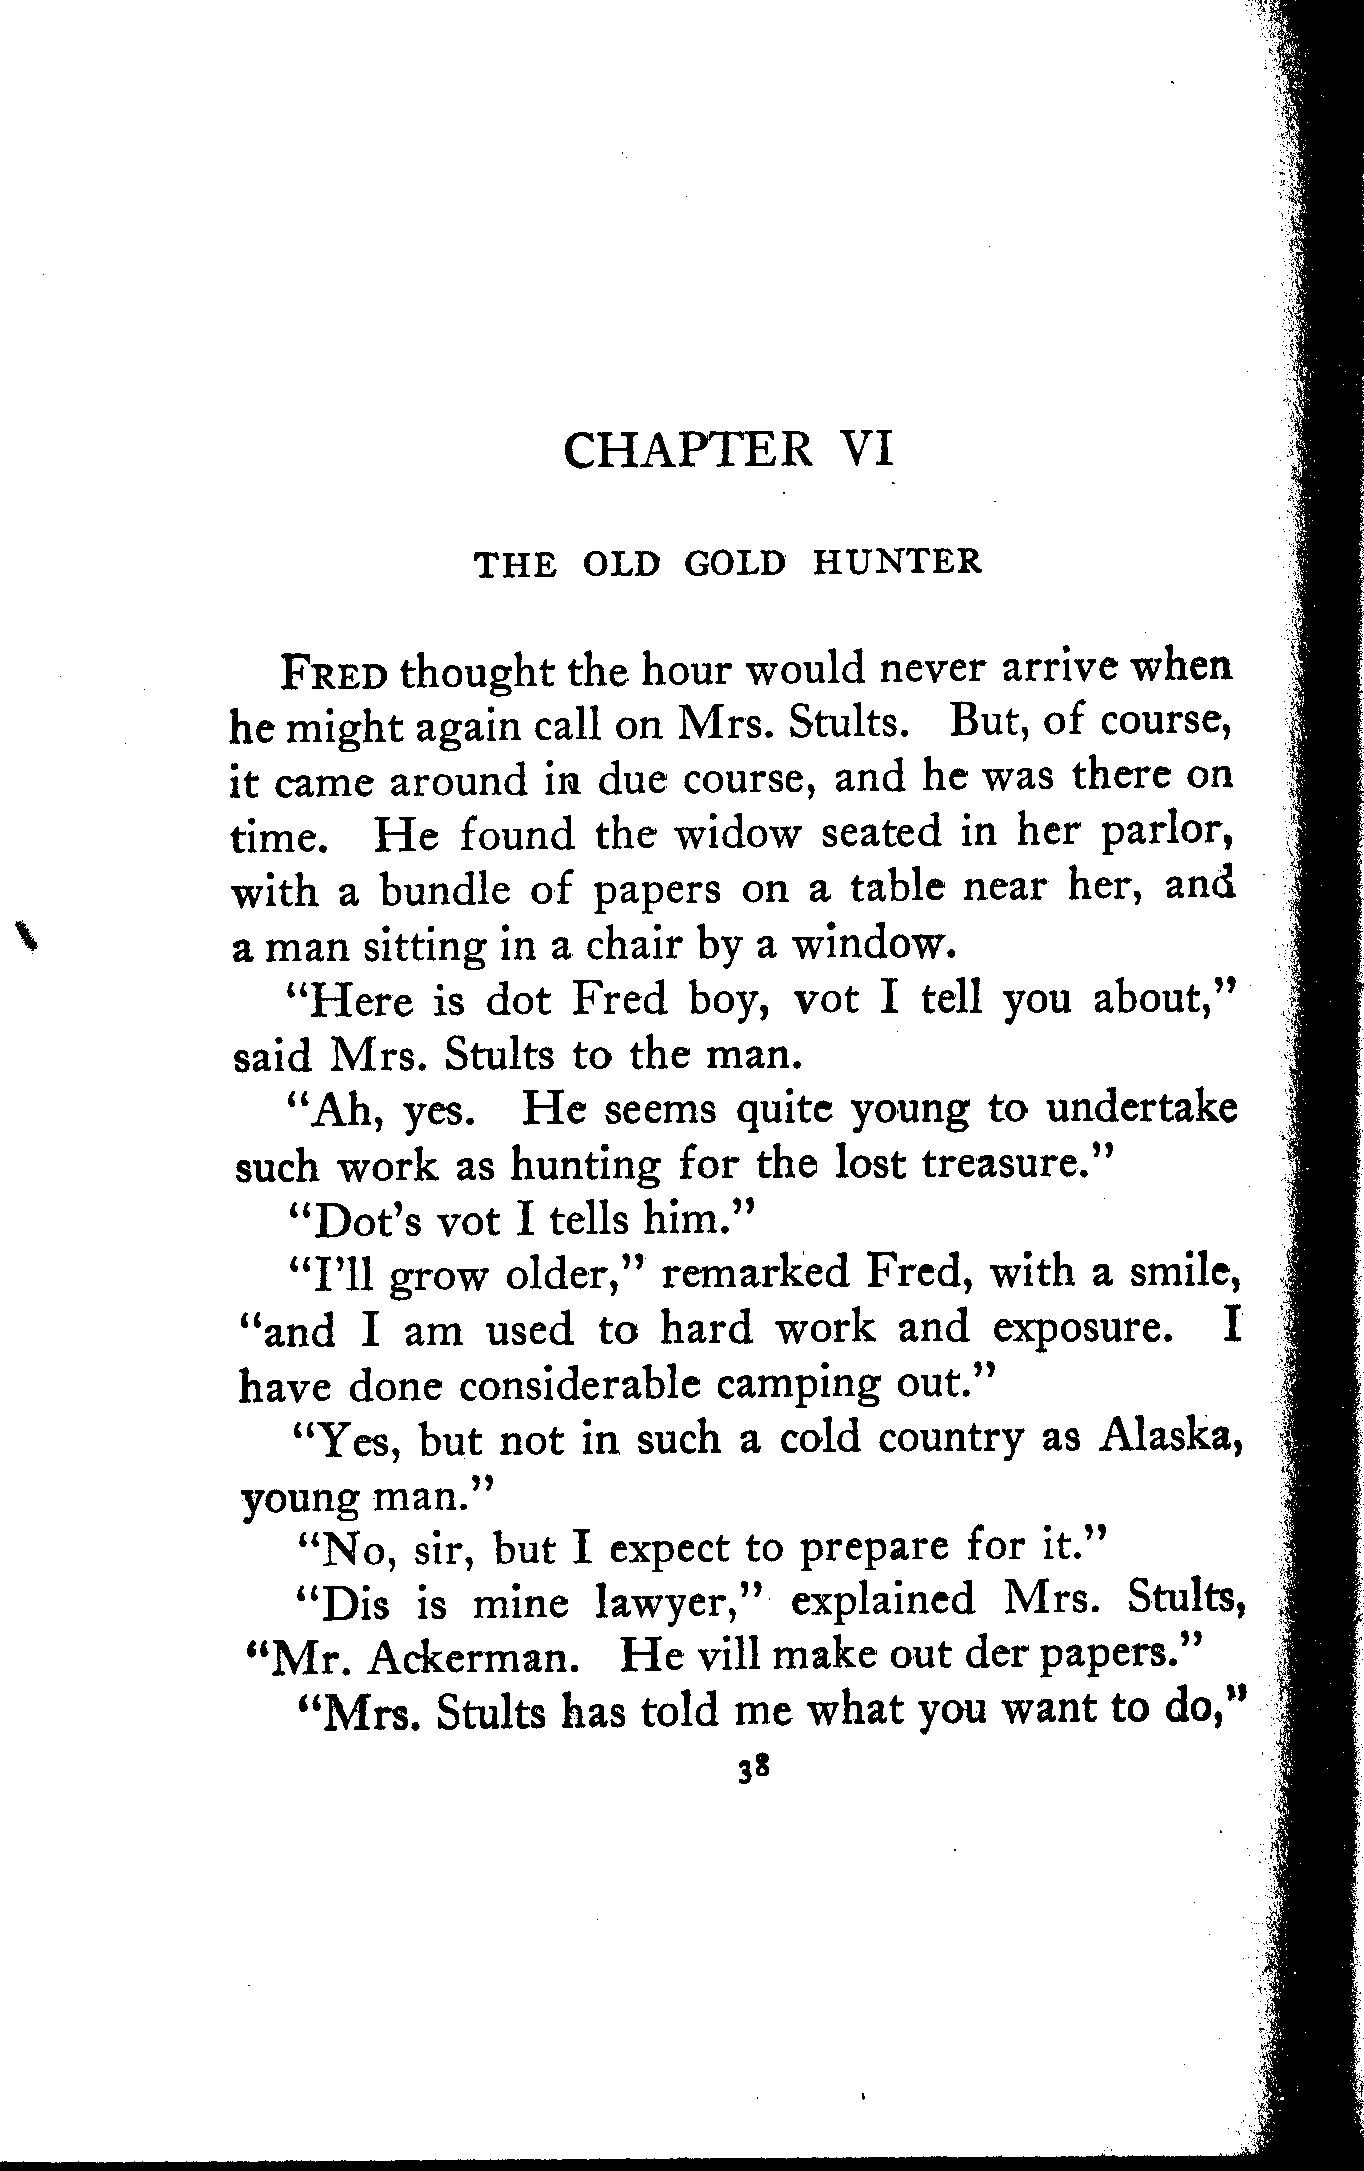 CHAPTER VI
THE OLD GOLD HUNTER
FRED thought the hour would never arrive when
he might again call on Mrs. Stults. But, of course,
it came around in due course, and he was there on
time. He found the widow seated in her parlor,
with a bundle of papers on a table near her, and
a man sitting in a chair by a window.
"Here is dot Fred boy, vot I tell you about,"
said Mrs. Stults to the man.
"Ah, yes. He seems quite young to undertake
such work as hunting for the lost treasure."
"Dot's vot I tells him."
"I'll grow older," remarked Fred, with a smile,
"and I am used to hard work and exposure. I
have done considerable camping out."
"Yes, but not in such a cold country as Alaska,
young man."
"No, sir, but I expect to prepare for it."
"Dis is mine lawyer," explained Mrs. Stults,
"Mr. Ackerman. He vill make out der papers."
"Mrs. Stults has told me what you want to do,"
38